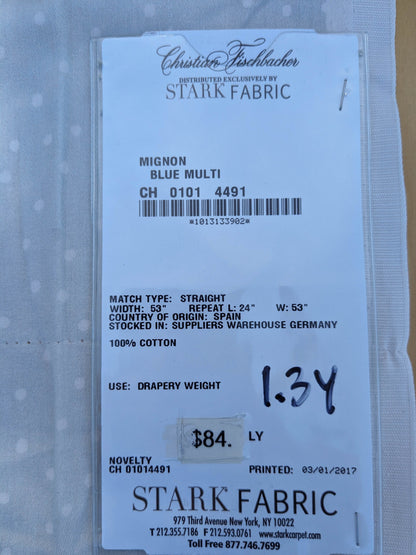 Christian Fischbacher
DISTRIBUTED EXCLUSIVELY BY
STARK FABRIC
MIGNON
BLUE MULTI
CH 0101 4491
*1013133902*
MATCH TYPE: STRAIGHT
WIDTH: 53" REPEAT L: 24" W: 53"
COUNTRY OF ORIGIN: SPAIN
STOCKED IN: SUPPLIERS WAREHOUSE GERMANY
100% COTTON
USE: DRAPERY WEIGHT
1.34
$84. LY
NOVELTY
CH 01014491 PRINTED: 03/01/2017
STARK FABRIC
979 Third Avenue New York, NY 10022
T 212.355.7186 F 212.593.0761 www.starkcarpet.com
Toll Free 877.746.7699